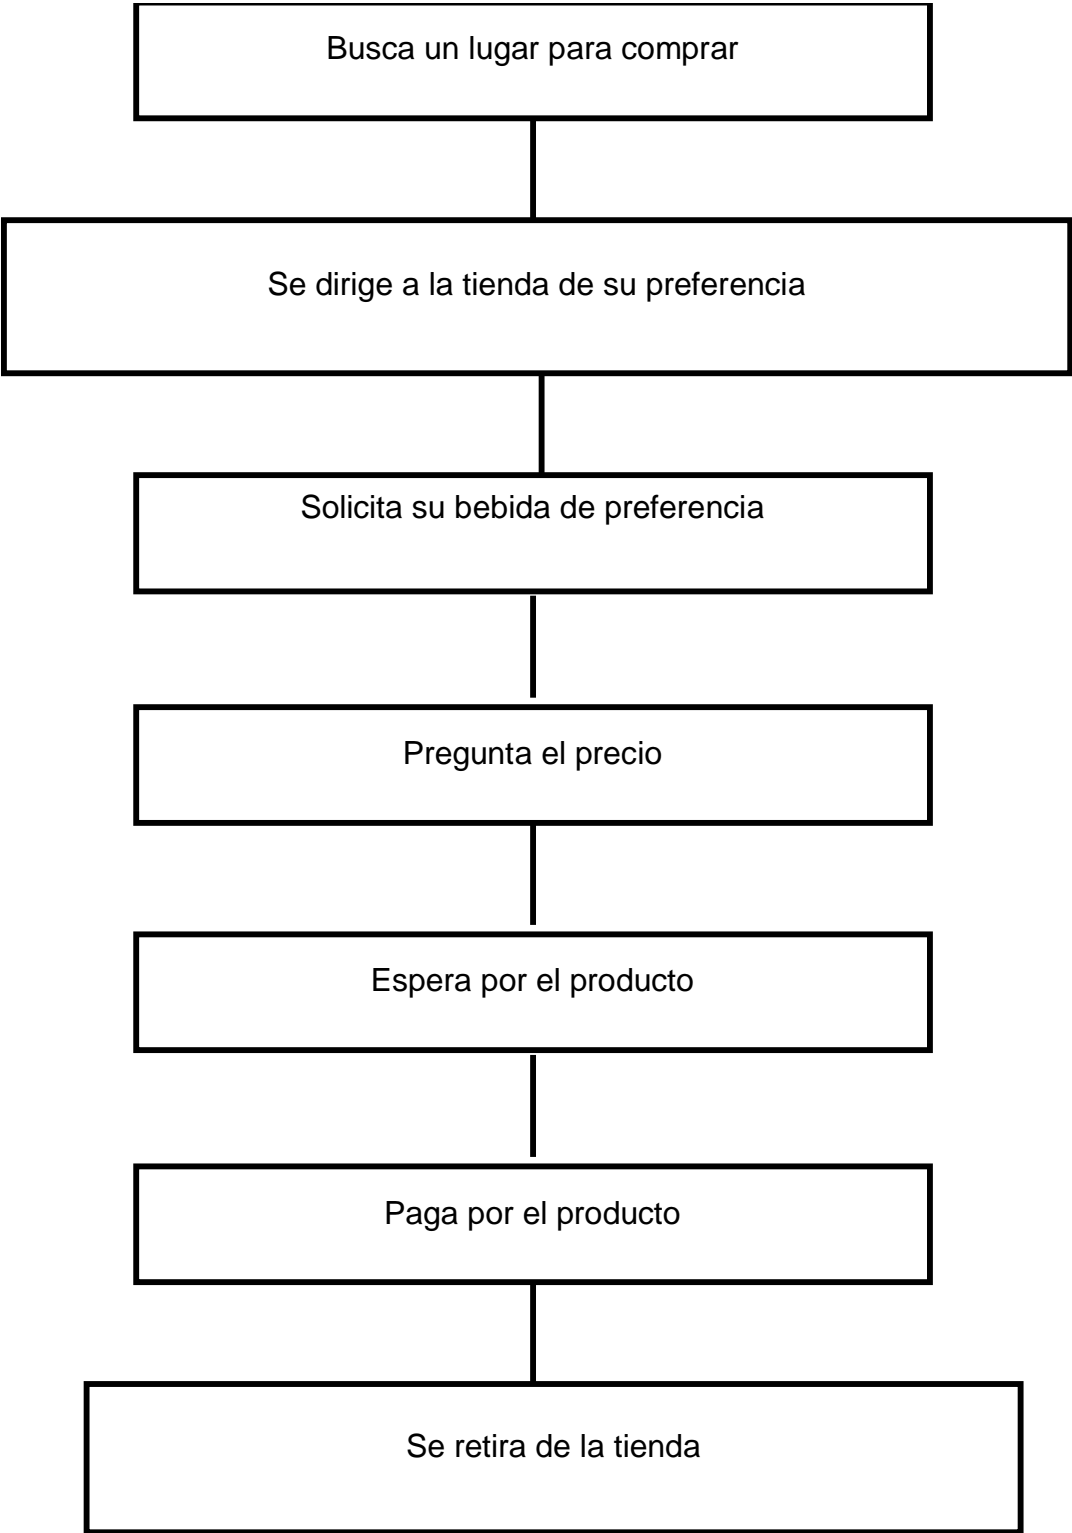 Busca un lugar para comprar
Se dirige a la tienda de su preferencia
Solicita su bebida de preferencia
Pregunta el precio
Espera por el producto
Paga por el producto
Se retira de la tienda